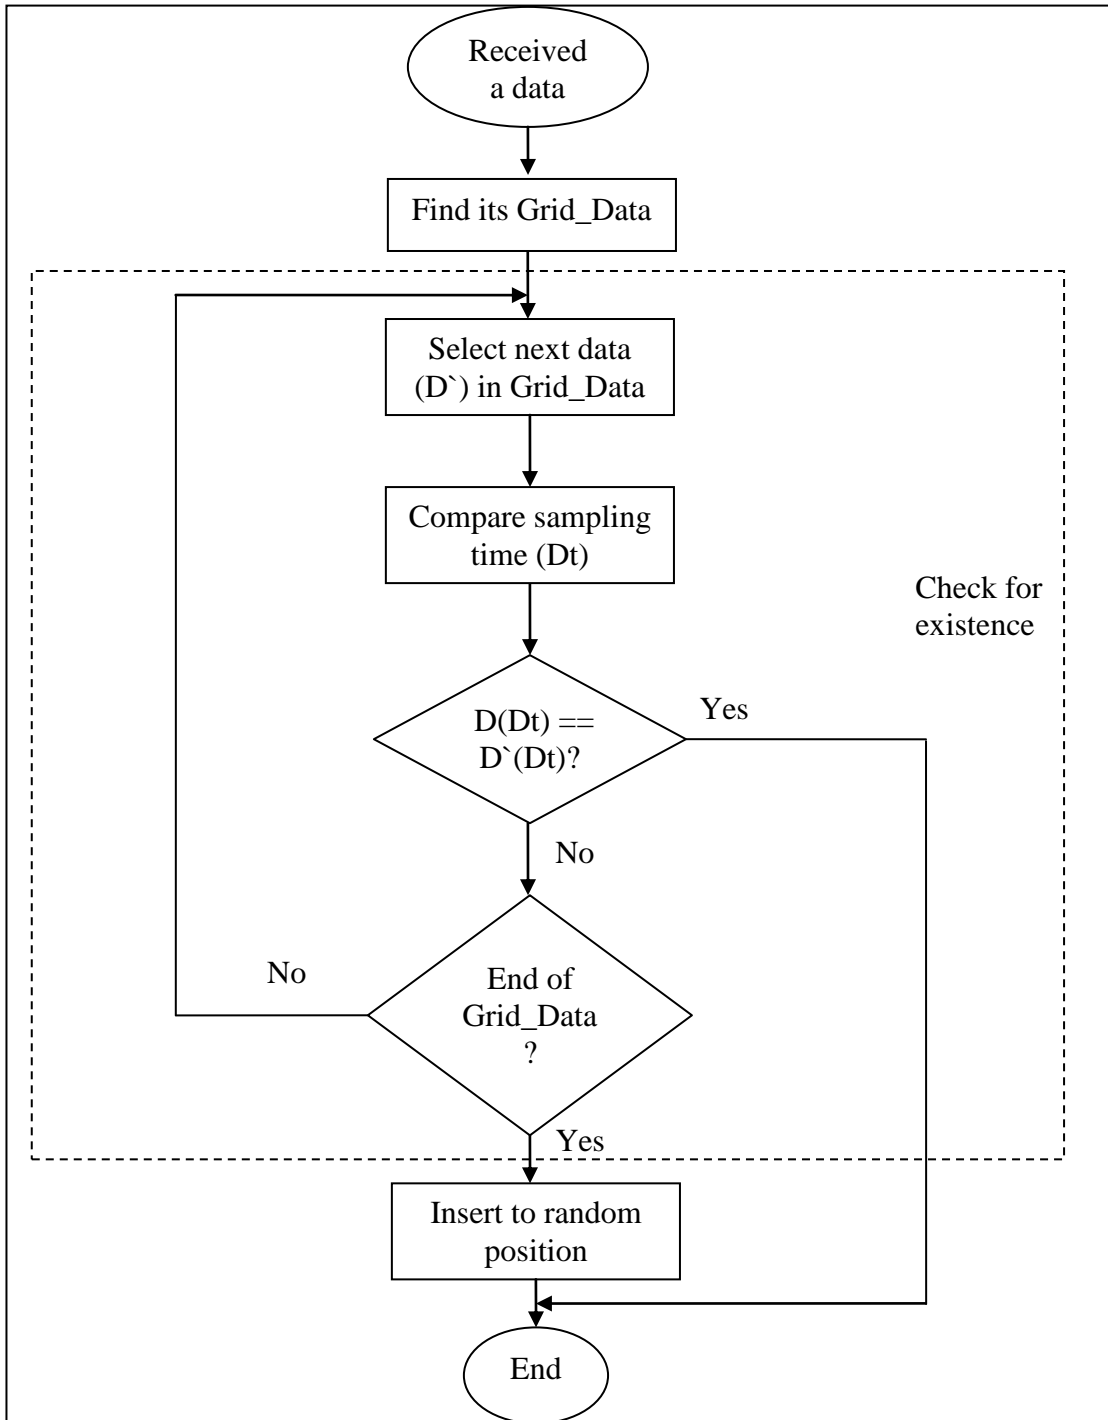 Received
a data
Find its Grid_Data
Select next data
(D`) in Grid_Data
Compare sampling
time (Dt)
Check for
existence
D(Dt) ==
D`(Dt)?
Yes
No
End of
Grid_Data
?
No
Yes
Insert to random
position
End